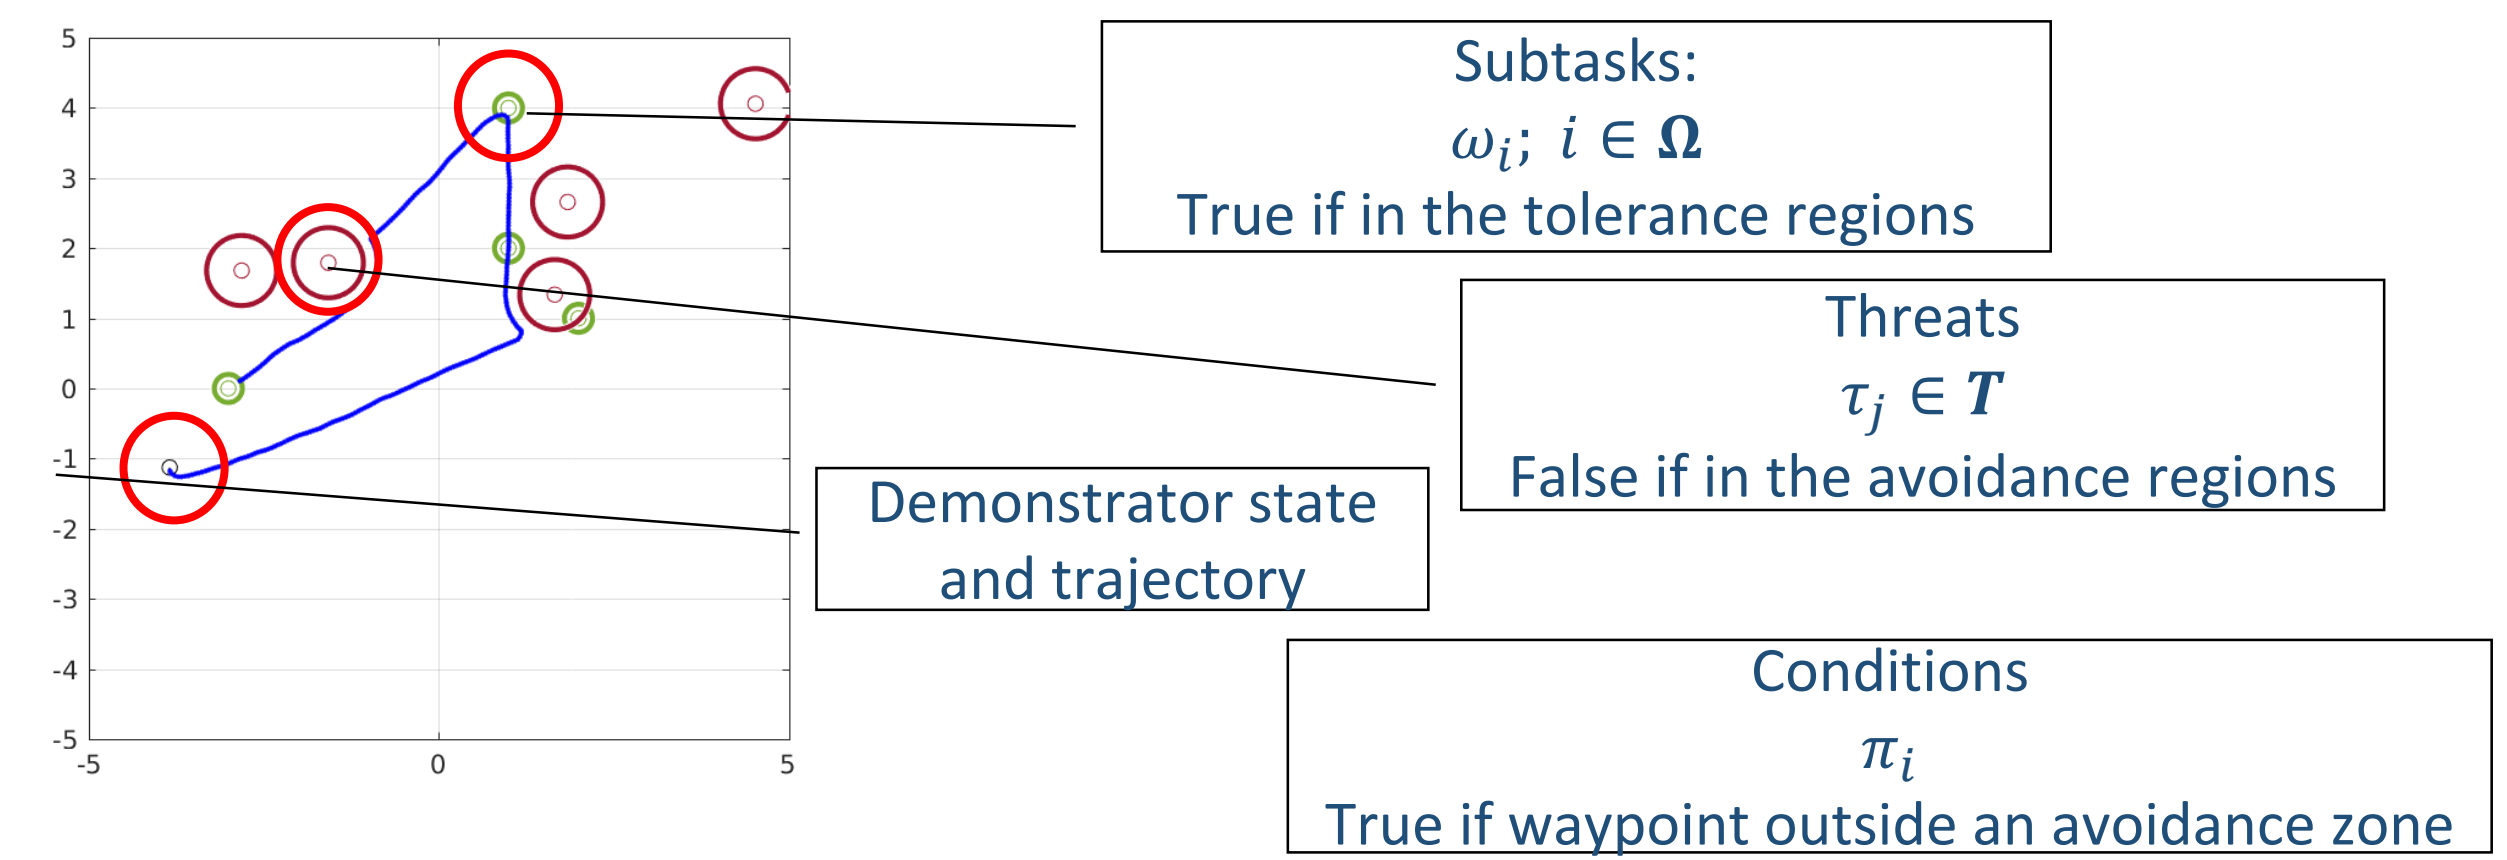 5
4
3
2
1
0
-1
-2
-3
-4
-5
-5
0
5
Subtasks:
ωᵢ; i ∈ Ω
True if in the tolerance regions
Threats
τⱼ ∈ T
False if in the avoidance regions
Demonstrator state
and trajectory
Conditions
πᵢ
True if waypoint outside an avoidance zone